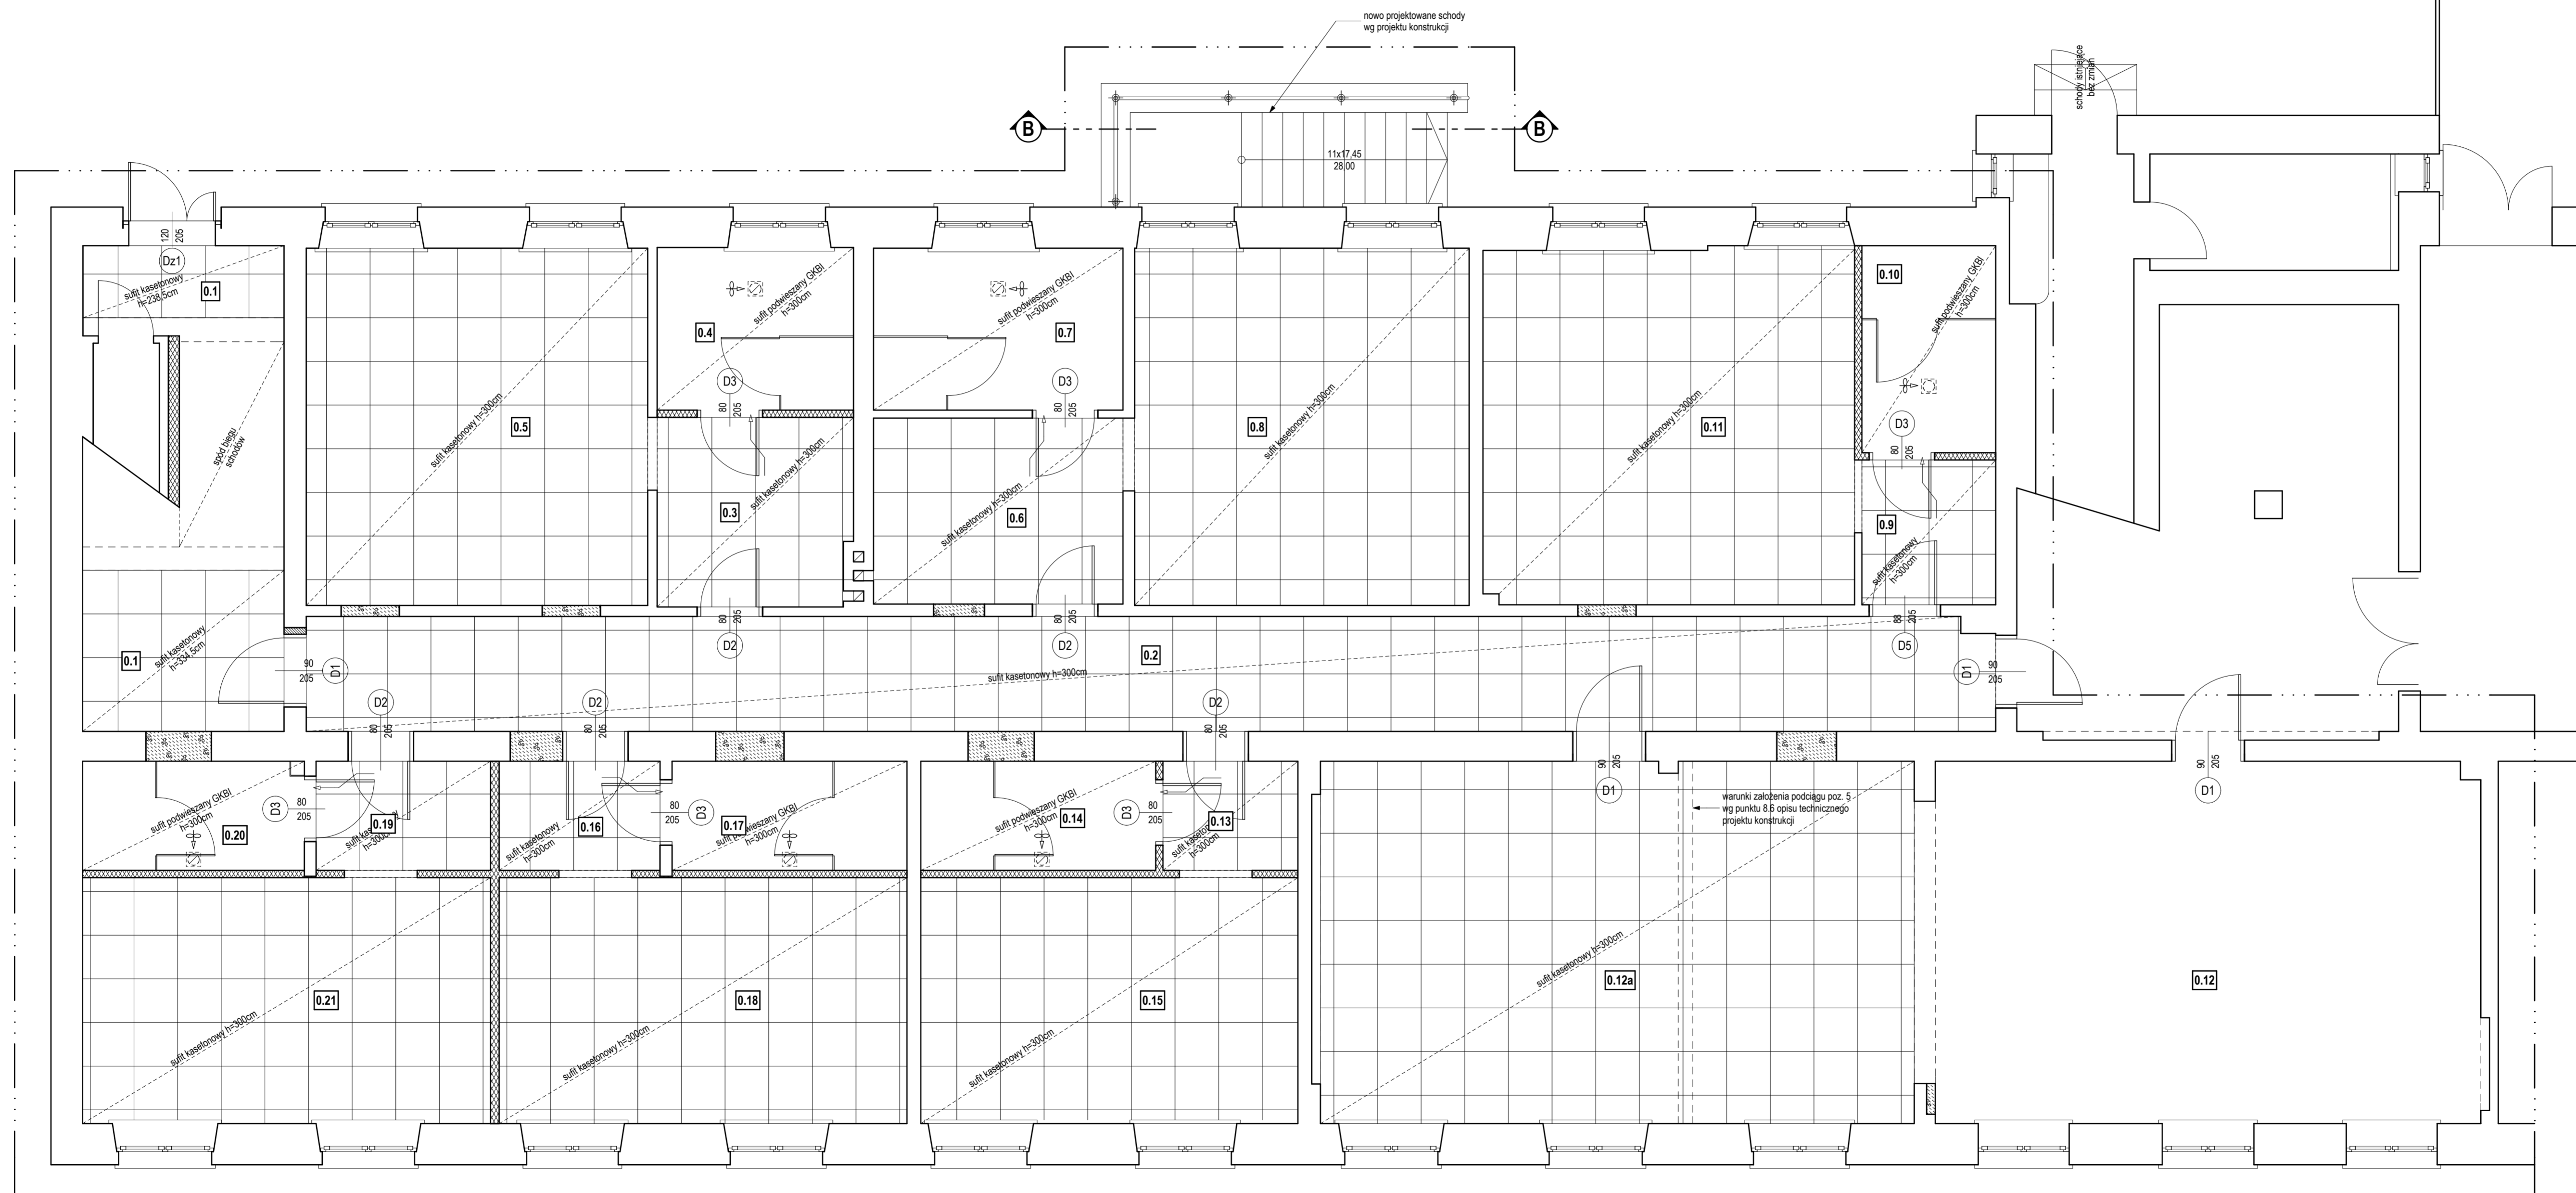 nowo projektowane schody
wg projektu konstrukcji
schody istniejące
bez zmian
B
B
11x17,45
28,00
120
205
Dz1
sufit kasetonowy
h=238,5cm
0.1
sufit podwieszany GKBI
h=300cm
0.4
sufit podwieszany GKBI
h=300cm
0.7
0.10
sufit podwieszany GKBI
h=300cm
D3
80
205
D3
80
205
D3
80
205
spód biegu
schodów
sufit kasetonowy h=300cm
0.5
sufit kasetonowy h=300cm
0.3
sufit kasetonowy h=300cm
0.6
sufit kasetonowy h=300cm
0.8
sufit kasetonowy h=300cm
0.11
0.9
sufit kasetonowy
h=300cm
0.1
sufit kasetonowy
h=334,5cm
90
205
D1
80
205
D2
80
205
D2
0.2
sufit kasetonowy h=300cm
88
205
D5
D1
90
205
D2
80
205
D2
80
205
D2
80
205
90
205
D1
90
205
D1
sufit podwieszany GKBI
h=300cm
0.20
D3
80
205
0.19
h=300cm
sufit kasetonowy
h=300cm
0.16
80
205
D3
0.17
h=300cm
sufit podwieszany GKBI
h=300cm
0.14
D3
80
205
0.13
h=300cm
warunki założenia podciągu poz. 5
wg punktu 8.6 opisu technicznego
projektu konstrukcji
0.21
sufit kasetonowy h=300cm
0.18
sufit kasetonowy h=300cm
0.15
sufit kasetonowy h=300cm
0.12a
sufit kasetonowy h=300cm
0.12